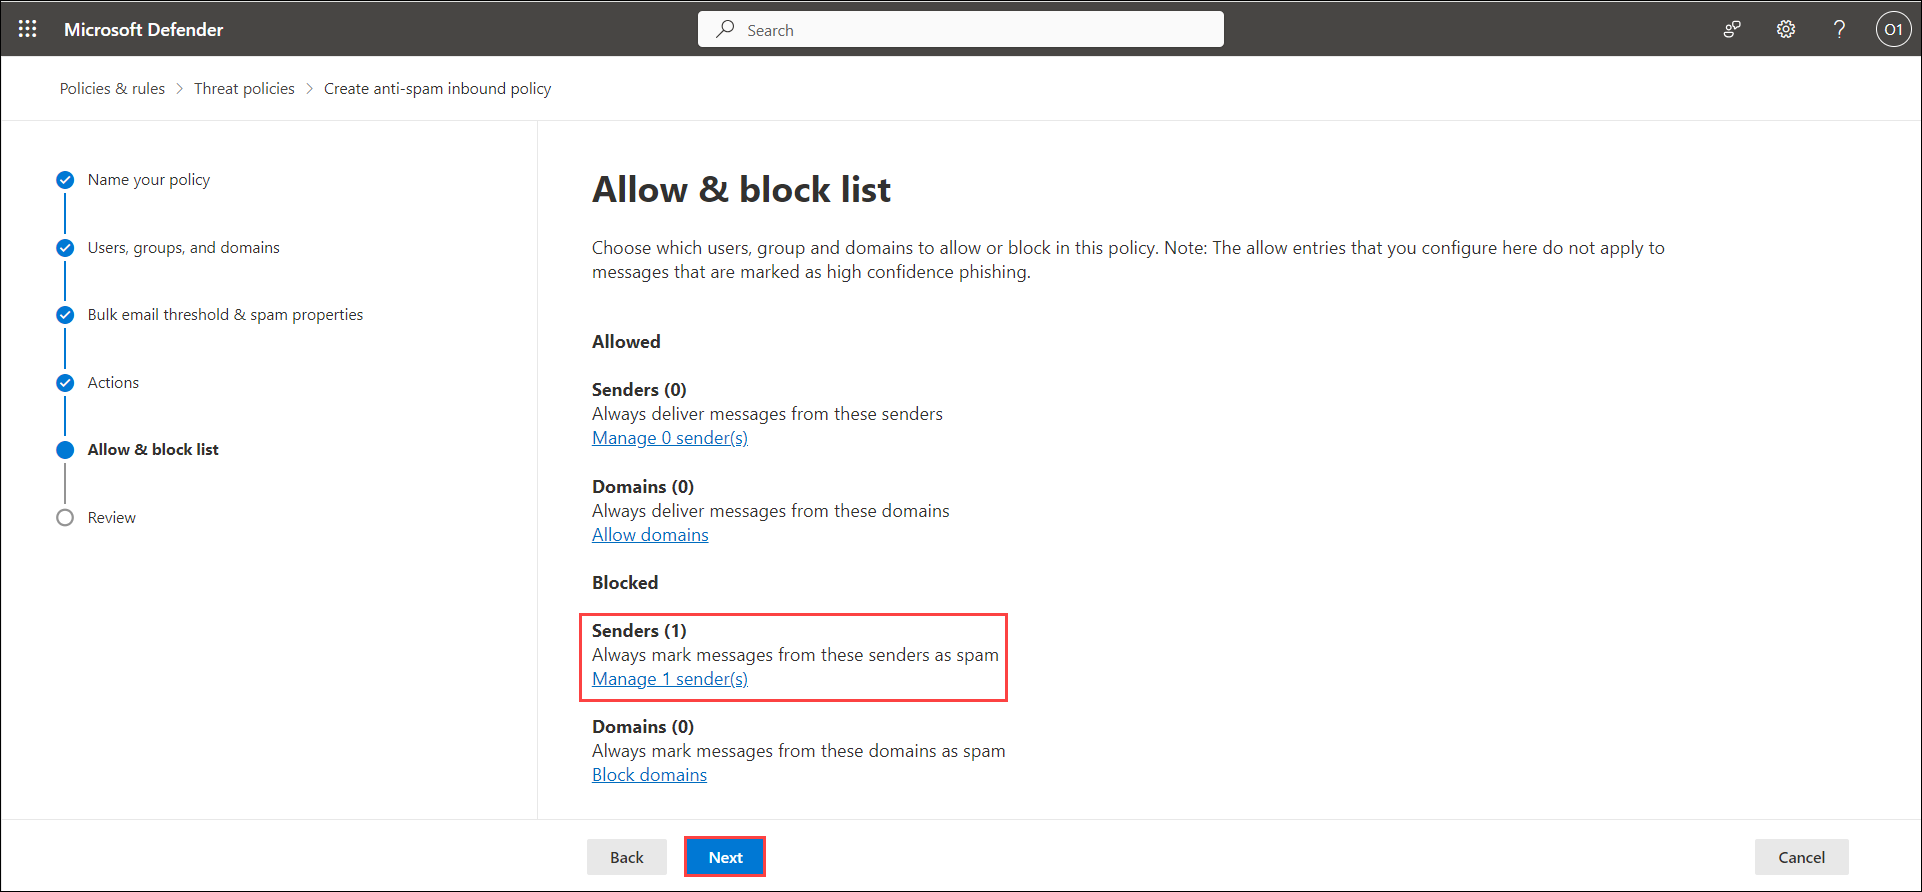 Microsoft Defender
Search
?
O1
Policies & rules > Threat policies > Create anti-spam inbound policy
Name your policy
Users, groups, and domains
Bulk email threshold & spam properties
Actions
Allow & block list
Review
Allow & block list
Choose which users, group and domains to allow or block in this policy. Note: The allow entries that you configure here do not apply to
messages that are marked as high confidence phishing.
Allowed
Senders (0)
Always deliver messages from these senders
Manage 0 sender(s)
Domains (0)
Always deliver messages from these domains
Allow domains
Blocked
Senders (1)
Always mark messages from these senders as spam
Manage 1 sender(s)
Domains (0)
Always mark messages from these domains as spam
Block domains
Back
Next
Cancel